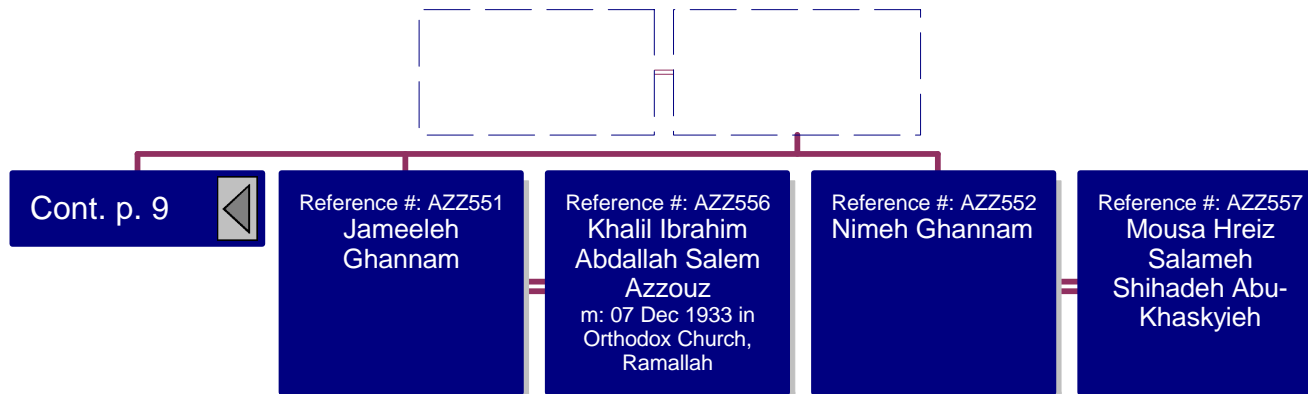 Cont. p. 9
Reference #: AZZ551
Jameeleh
Ghannam
Reference #: AZZ556
Khalil Ibrahim
Abdallah Salem
Azzouz
m: 07 Dec 1933 in
Orthodox Church,
Ramallah
Reference #: AZZ552
Nimeh Ghannam
Reference #: AZZ557
Mousa Hreiz
Salameh
Shihadeh Abu-
Khaskyieh